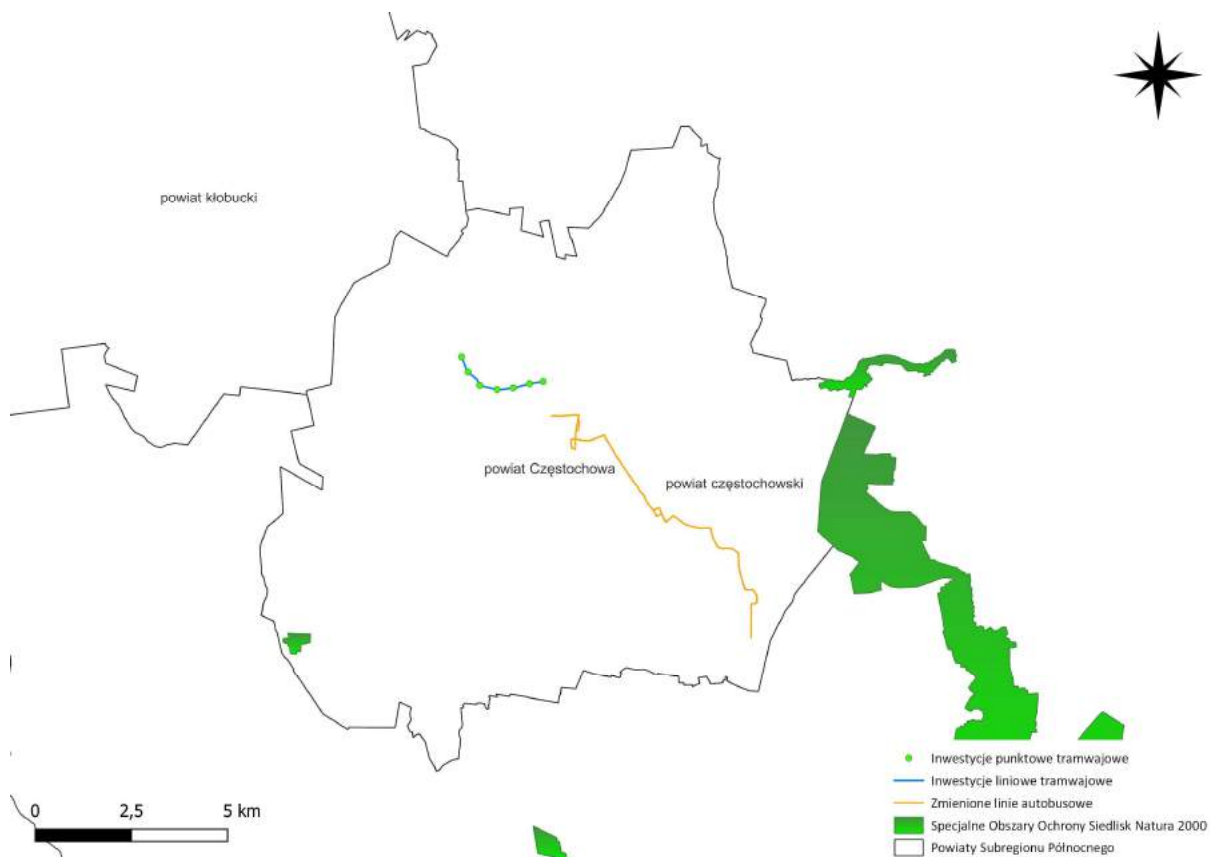 powiat kłobucki
powiat Częstochowa
powiat częstochowski
Inwestycje punktowe tramwajowe
Inwestycje liniowe tramwajowe
Zmienione linie autobusowe
Specjalne Obszary Ochrony Siedlisk Natura 2000
Powiaty Subregionu Północnego
0 2,5 5 km